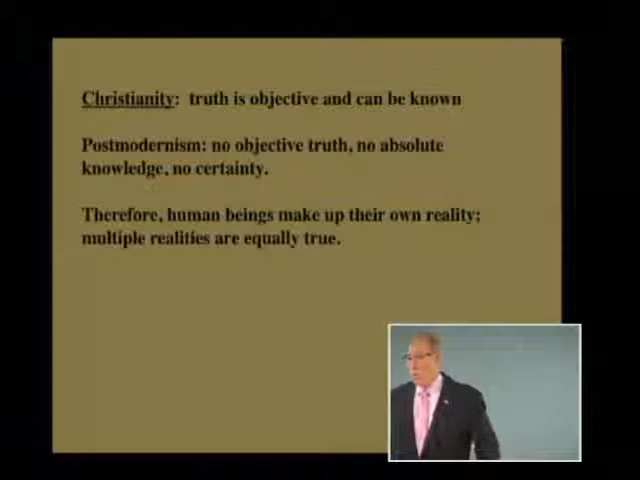 Christianity:  truth is objective and can be known
Postmodernism: no objective truth, no absolute
knowledge, no certainty.
Therefore, human beings make up their own reality;
multiple realities are equally true.